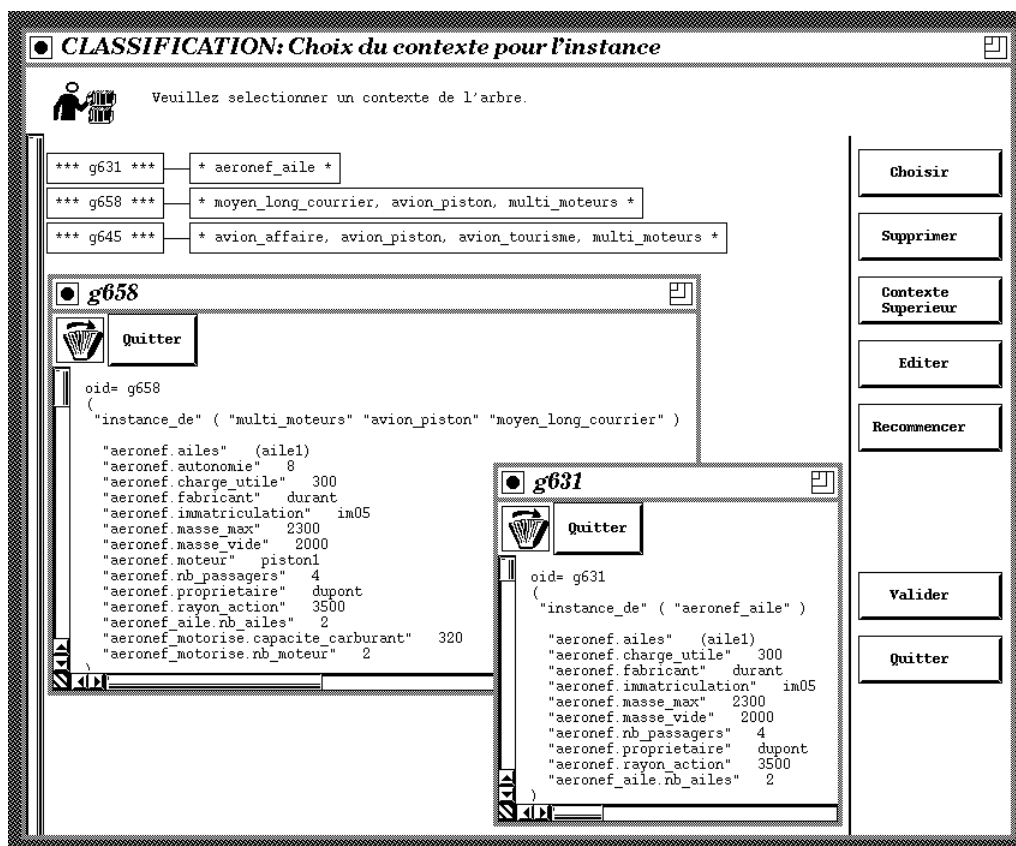 CLASSIFICATION: Choix du contexte pour l'instance
Veuillez selectionner un contexte de l'arbre.
*** g631 *** * aeronef_aile *
*** g658 *** * moyen_long_courrier, avion_piston, multi_moteurs *
*** g645 *** * avion_affaire, avion_piston, avion_tourisme, multi_moteurs *
Choisir
Supprimer
Contexte
Superieur
Editer
Recommencer
Valider
Quitter
g658
Quitter
oid= g658
(
"instance_de" ( "multi_moteurs" "avion_piston" "moyen_long_courrier" )
"aeronef.ailes" (aile1)
"aeronef.autonomie" 8
"aeronef.charge_utile" 300
"aeronef.fabricant" durant
"aeronef.immatriculation" im05
"aeronef.masse_max" 2300
"aeronef.masse_vide" 2000
"aeronef.moteur" piston1
"aeronef.nb_passagers" 4
"aeronef.proprietaire" dupont
"aeronef.rayon_action" 3500
"aeronef_aile.nb_ailes" 2
"aeronef_motorise.capacite_carburant" 320
"aeronef_motorise.nb_moteur" 2
)
g631
Quitter
oid= g631
(
"instance_de" ( "aeronef_aile" )
"aeronef.ailes" (aile1)
"aeronef.charge_utile" 300
"aeronef.fabricant" durant
"aeronef.immatriculation" im05
"aeronef.masse_max" 2300
"aeronef.masse_vide" 2000
"aeronef.nb_passagers" 4
"aeronef.proprietaire" dupont
"aeronef.rayon_action" 3500
"aeronef_aile.nb_ailes" 2
)